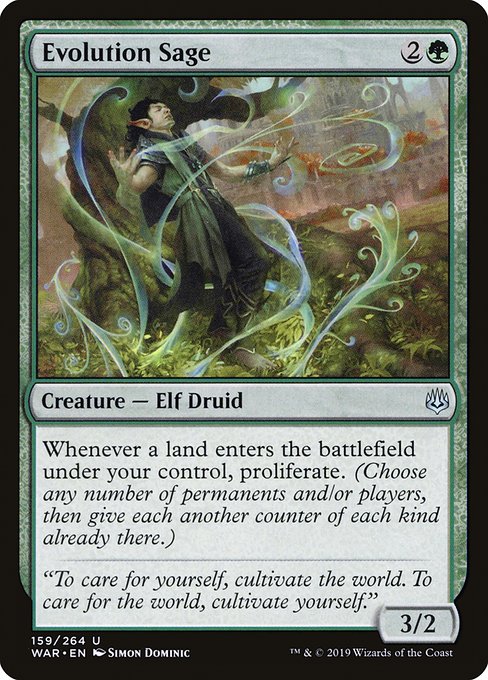 Evolution Sage 2
Creature — Elf Druid
Whenever a land enters the battlefield
under your control, proliferate. (Choose
any number of permanents and/or players,
then give each another counter of each kind
already there.)
“To care for yourself, cultivate the world. To
care for the world, cultivate yourself.”
3/2
159/264 U
WAR • EN Simon Dominic
™ & © 2019 Wizards of the Coast